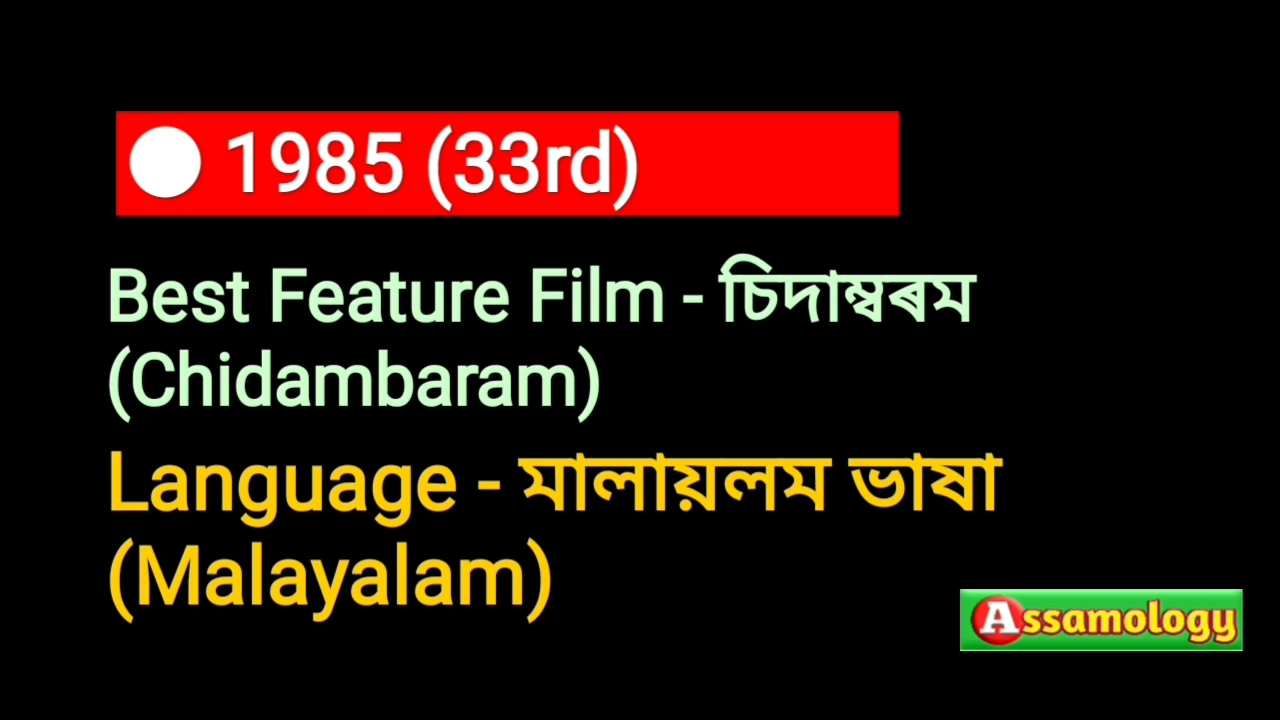 1985 (33rd)
Best Feature Film - চিদাম্বৰম
(Chidambaram)
Language - মালায়লম ভাষা
(Malayalam)
Assamology